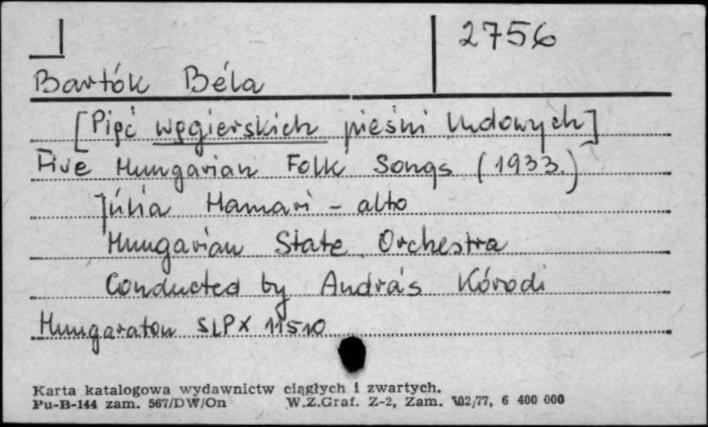 2756
Bartók Béla
[Pięć węgierskich pieśni ludowych]
Five Hungarian Folk Songs (1933.)
Júlia Hamari - alto
Hungarian State Orchestra
Conducted by András Kórodi
Hungaraton SLPX 11510
Karta katalogowa wydawnictw ciągłych i zwartych.
Pu-B-144 zam. 567/DW/On W.Z.Graf. Z-2, Zam. 102/77, 6 400 000